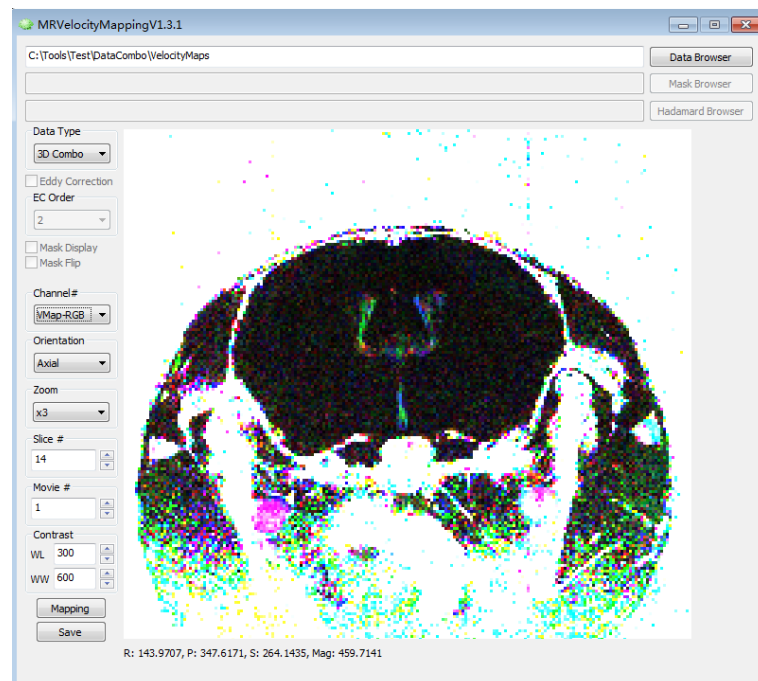 MRVelocityMappingV1.3.1
C:\Tools\Test\DataCombo\VelocityMaps
Data Browser
Mask Browser
Hadamard Browser
Data Type
3D Combo
Eddy Correction
EC Order
2
Mask Display
Mask Flip
Channel#
VMap-RGB
Orientation
Axial
Zoom
x3
Slice #
14
Movie #
1
Contrast
WL 300
WW 600
Mapping
Save
R: 143.9707, P: 347.6171, S: 264.1435, Mag: 459.7141